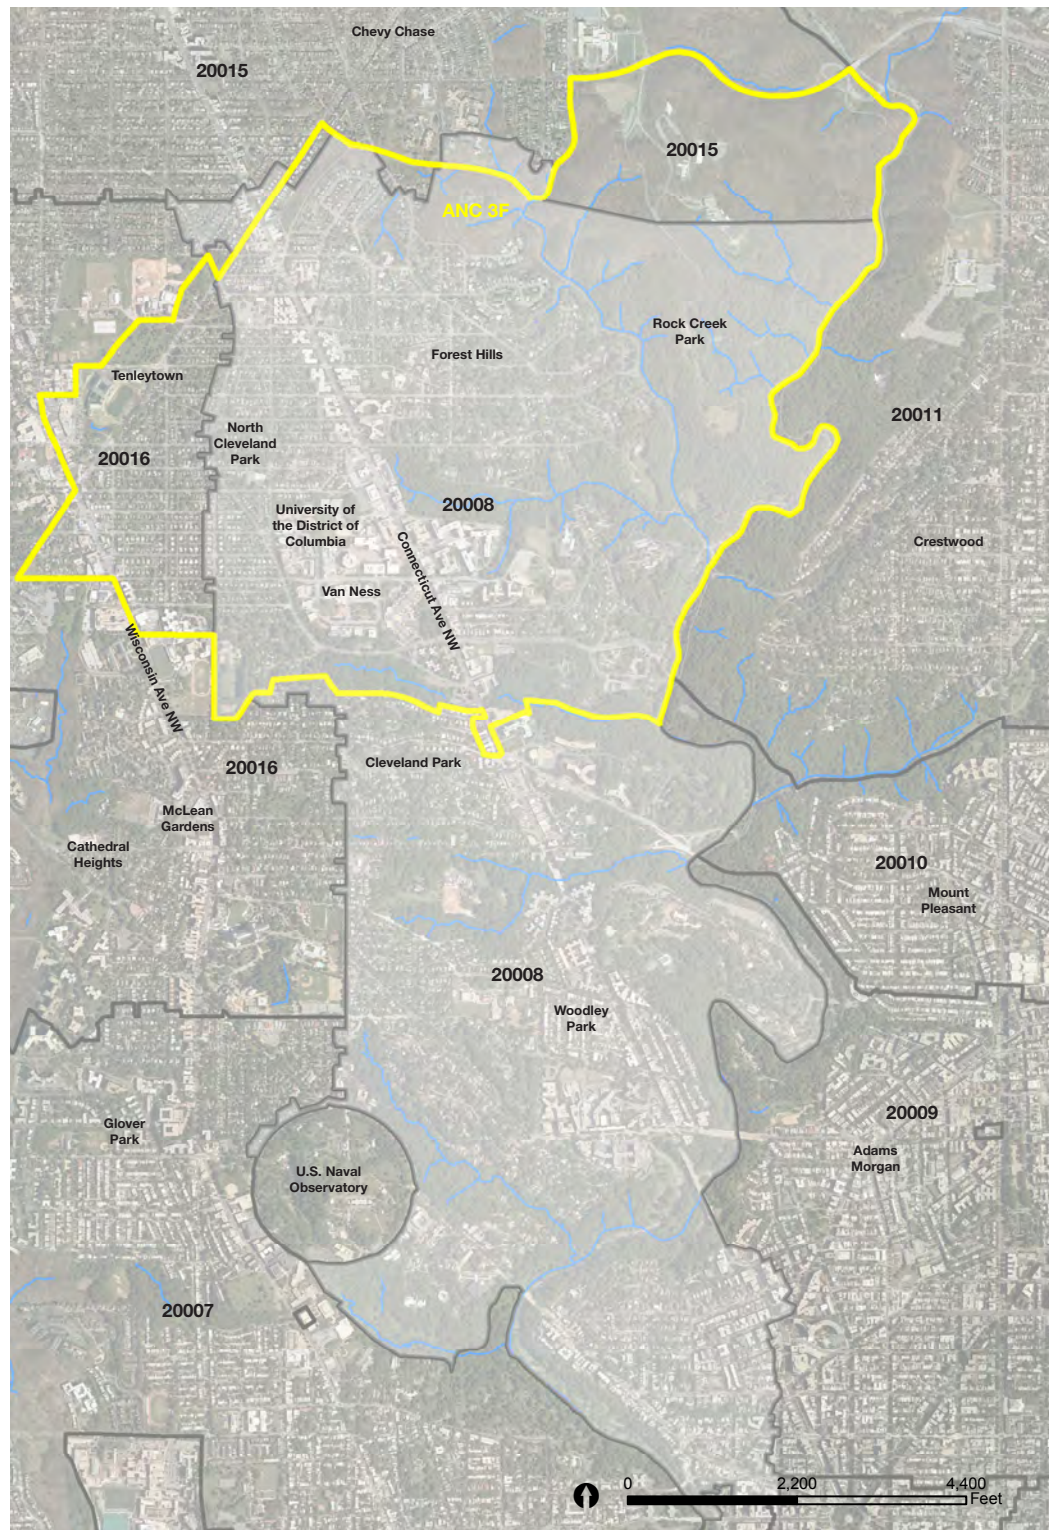 Chevy Chase
20015
20015
ANC 3F
Rock Creek
Park
Forest Hills
Tenleytown
20011
North
Cleveland
Park
20016
20008
University of
the District of
Columbia
Connecticut Ave NW
Crestwood
Van Ness
Wisconsin Ave NW
Cleveland Park
20016
McLean
Gardens
Cathedral
Heights
20010
Mount
Pleasant
20008
Woodley
Park
20009
Glover
Park
Adams
Morgan
U.S. Naval
Observatory
20007
0 2,200 4,400
Feet